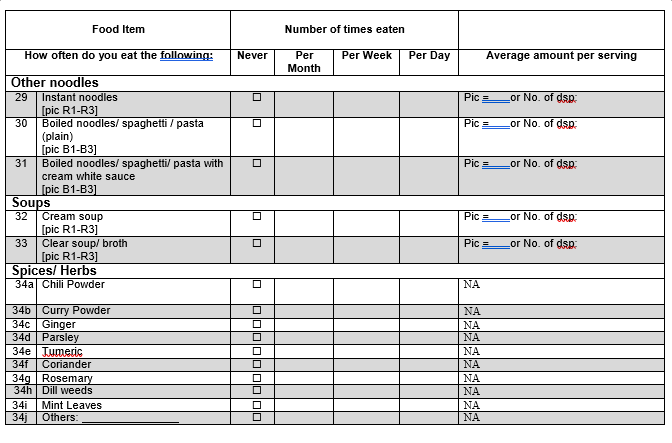 Food Item Number of times eaten
How often do you eat the following: Never Per Month Per Week Per Day Average amount per serving
Other noodles
29 Instant noodles ☐ Pic =____or No. of dsp:
[pic R1-R3]
30 Boiled noodles/ spaghetti / pasta ☐ Pic =____or No. of dsp:
(plain)
[pic B1-B3]
31 Boiled noodles/ spaghetti/ pasta with ☐ Pic =____or No. of dsp:
cream white sauce
[pic B1-B3]
Soups
32 Cream soup ☐ Pic =____or No. of dsp:
[pic R1-R3]
33 Clear soup/ broth ☐ Pic =____or No. of dsp:
[pic R1-R3]
Spices/ Herbs
34a Chili Powder ☐ NA
34b Curry Powder ☐ NA
34c Ginger ☐ NA
34d Parsley ☐ NA
34e Tumeric ☐ NA
34f Coriander ☐ NA
34g Rosemary ☐ NA
34h Dill weeds ☐ NA
34i Mint Leaves ☐ NA
34j Others: ________________ ☐ NA